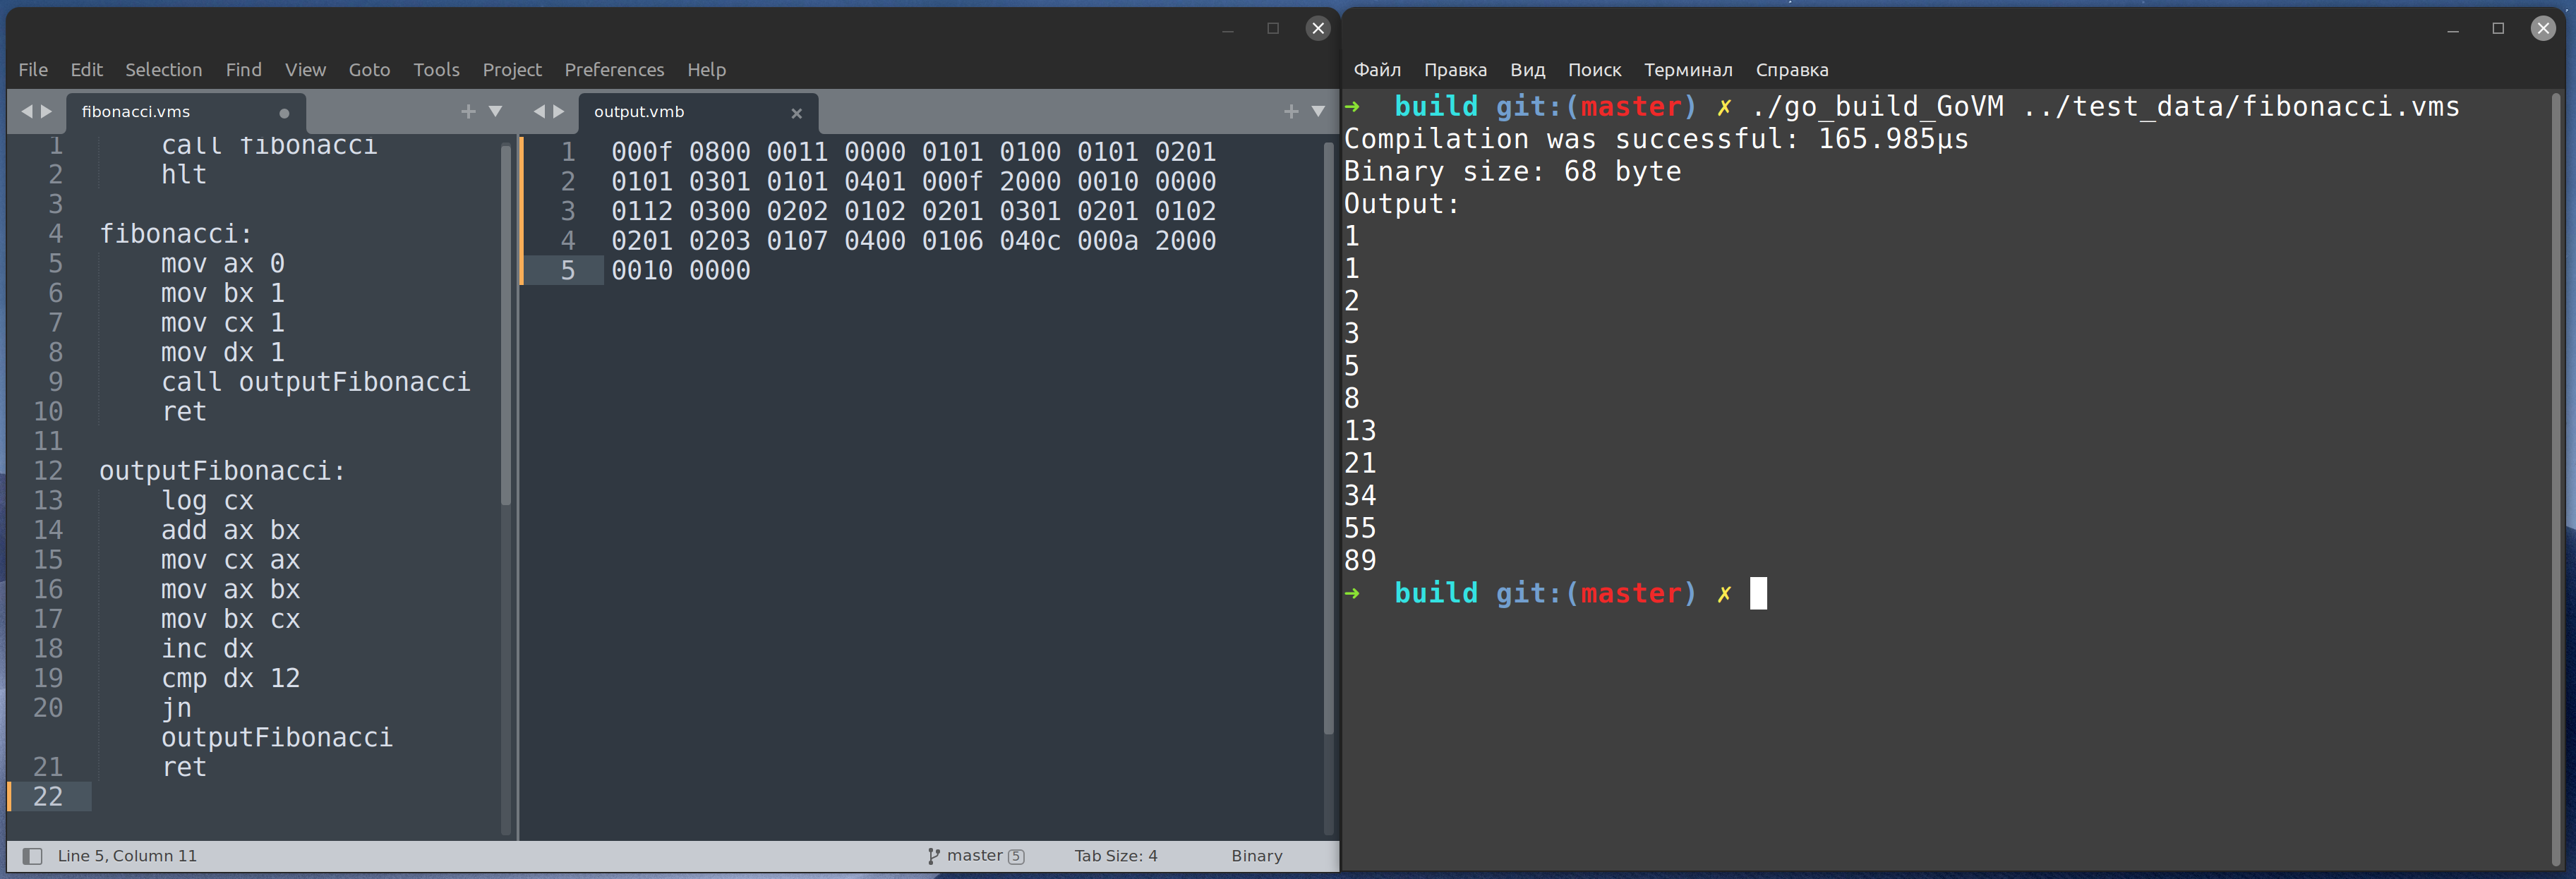 File Edit Selection Find View Goto Tools Project Preferences Help
fibonacci.vms
1 call fibonacci
2 hlt
3
4 fibonacci:
5 mov ax 0
6 mov bx 1
7 mov cx 1
8 mov dx 1
9 call outputFibonacci
10 ret
11
12 outputFibonacci:
13 log cx
14 add ax bx
15 mov cx ax
16 mov ax bx
17 mov bx cx
18 inc dx
19 cmp dx 12
20 jn
outputFibonacci
21 ret
22
output.vmb
1 000f 0800 0011 0000 0101 0100 0101 0201
2 0101 0301 0101 0401 000f 2000 0010 0000
3 0112 0300 0202 0102 0201 0301 0201 0102
4 0201 0203 0107 0400 0106 040c 000a 2000
5 0010 0000
Line 5, Column 11 master 5 Tab Size: 4 Binary
Файл Правка Вид Поиск Терминал Справка
➜ build git:(master) ✗ ./go_build_GoVM ../test_data/fibonacci.vms
Compilation was successful: 165.985µs
Binary size: 68 byte
Output:
1
1
2
3
5
8
13
21
34
55
89
➜ build git:(master) ✗